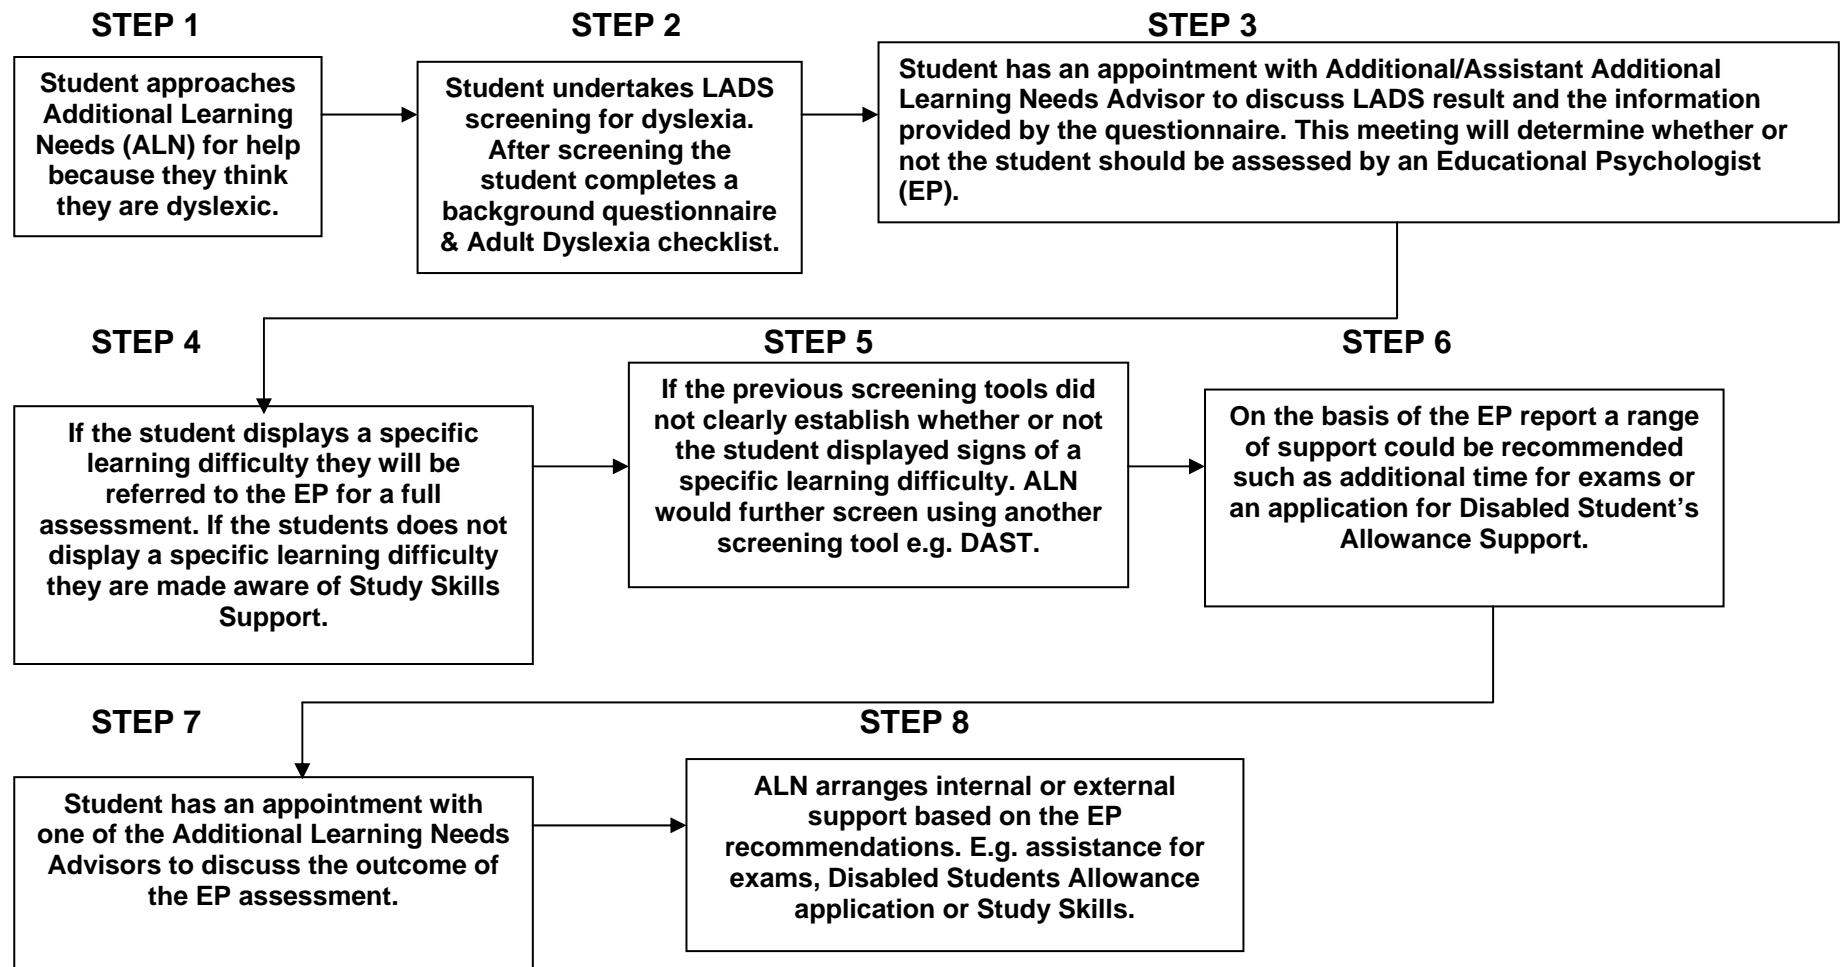 STEP 1
Student approaches
Additional Learning
Needs (ALN) for help
because they think
they are dyslexic.
STEP 2
Student undertakes LADS
screening for dyslexia.
After screening the
student completes a
background questionnaire
& Adult Dyslexia checklist.
STEP 3
Student has an appointment with Additional/Assistant Additional
Learning Needs Advisor to discuss LADS result and the information
provided by the questionnaire. This meeting will determine whether or
not the student should be assessed by an Educational Psychologist
(EP).
STEP 4
If the student displays a specific
learning difficulty they will be
referred to the EP for a full
assessment. If the students does not
display a specific learning difficulty
they are made aware of Study Skills
Support.
STEP 5
If the previous screening tools did
not clearly establish whether or not
the student displayed signs of a
specific learning difficulty. ALN
would further screen using another
screening tool e.g. DAST.
STEP 6
On the basis of the EP report a range
of support could be recommended
such as additional time for exams or
an application for Disabled Student’s
Allowance Support.
STEP 7
Student has an appointment with
one of the Additional Learning Needs
Advisors to discuss the outcome of
the EP assessment.
STEP 8
ALN arranges internal or external
support based on the EP
recommendations. E.g. assistance for
exams, Disabled Students Allowance
application or Study Skills.